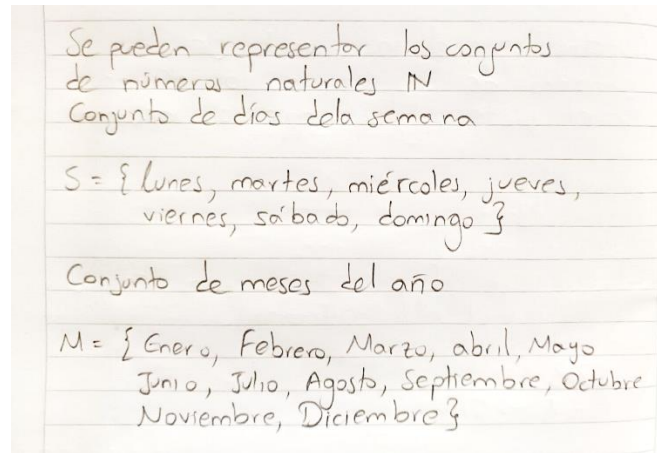 Se pueden representar los conjuntos
de números naturales IN
Conjunto de días dela semana
S = { lunes, martes, miércoles, jueves,
viernes, sábado, domingo }
Conjunto de meses del año
M = { Enero, Febrero, Marzo, abril, Mayo
Junio, Julio, Agosto, Septiembre, Octubre
Noviembre, Diciembre }